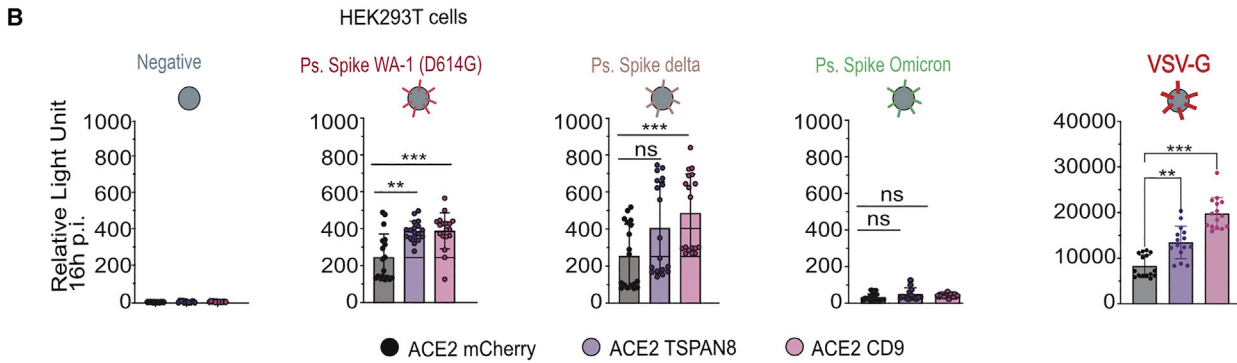 B
HEK293T cells
Negative
Ps. Spike WA-1 (D614G)
Ps. Spike delta
Ps. Spike Omicron
VSV-G
Relative Light Unit
16h p.i.
1000
800
600
400
200
0
1000
800
600
400
200
0
***
**
1000
800
600
400
200
0
***
ns
1000
800
600
400
200
0
ns
ns
40000
30000
20000
10000
0
***
**
ACE2 mCherry
ACE2 TSPAN8
ACE2 CD9